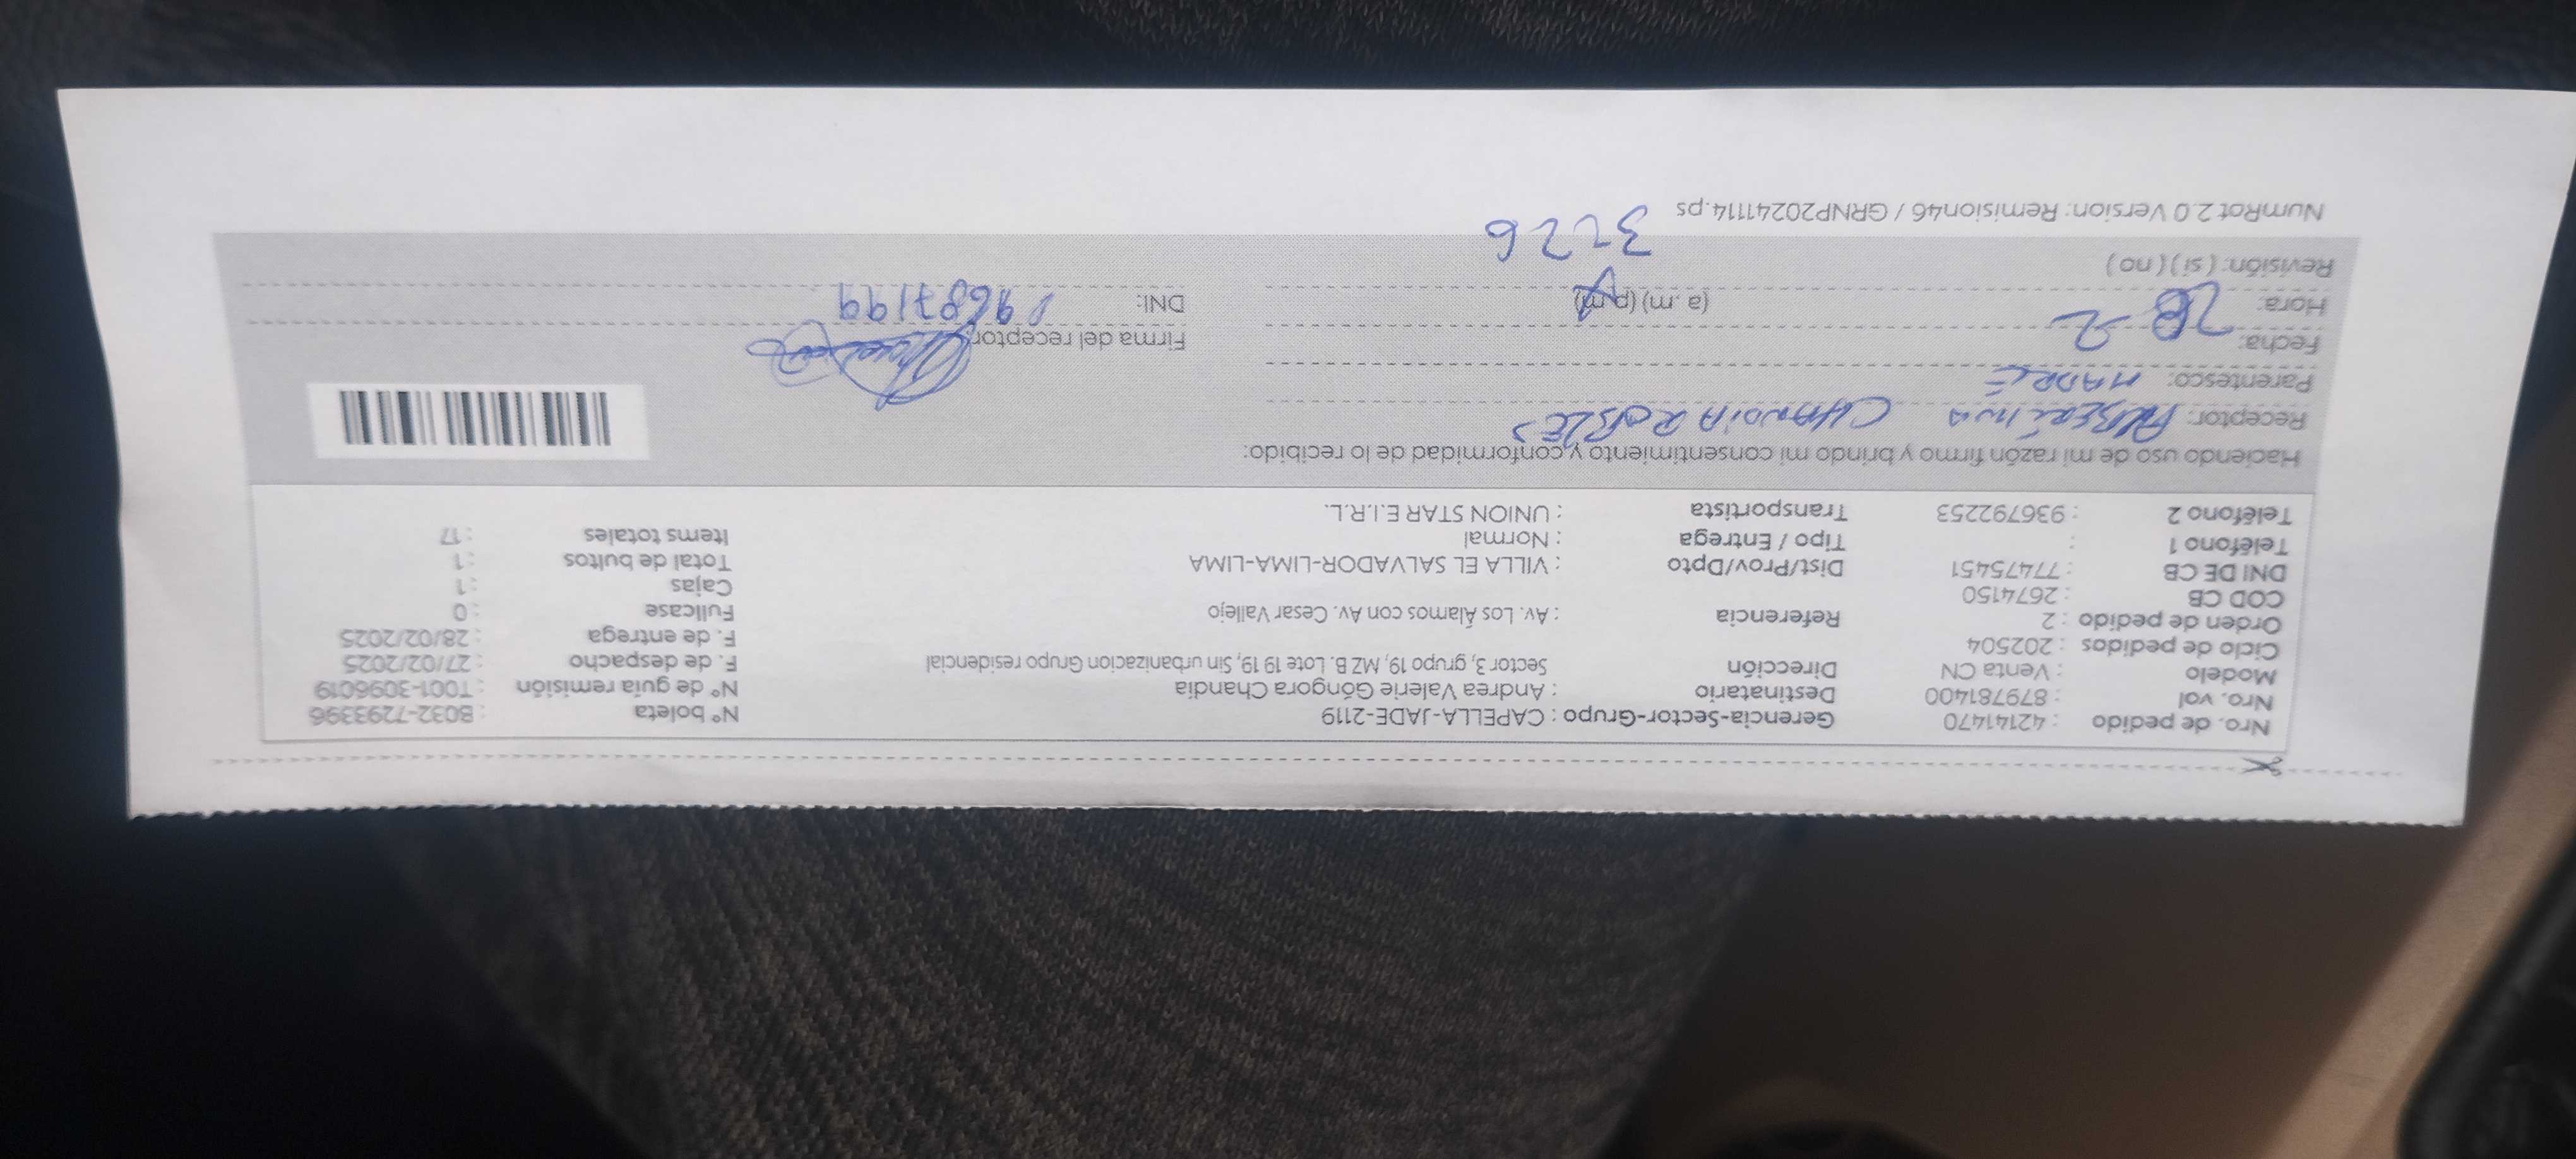 Nro. de pedido : 42141470 Gerencia-Sector-Grupo : CAPELLA-JADE-2119 N° boleta : B032-7293396
Nro. vol : 879781400 Destinatario : Andrea Valerie Góngora Chandia N° de guía remisión : T001-3096019
Modelo : Venta CN Dirección Sector 3, grupo 19, MZ B. Lote 19 19, Sin urbanizacion Grupo residencial F. de despacho : 27/02/2025
Ciclo de pedidos : 202504 F. de entrega : 28/02/2025
Orden de pedido : 2 Referencia : Av. Los Álamos con Av. Cesar Vallejo Fullcase : 0
COD CB : 2674150 Cajas : 1
DNI DE CB : 77475451 Dist/Prov/Dpto : VILLA EL SALVADOR-LIMA-LIMA Total de bultos : 1
Teléfono 1 : Tipo / Entrega : Normal Items totales : 17
Teléfono 2 : 936792253 Transportista : UNION STAR E.I.R.L.
Haciendo uso de mi razón firmo y brindo mi consentimiento y conformidad de lo recibido:
Receptor: CHANDIA ROBLES
Parentesco: MADRE
Fecha: 28-2 Firma del receptor:
Hora: (a. m) (p. m) DNI:
Revisión: ( si ) ( no ) 3226
NumRot 2.0 Version: Remision46 / GRNP20241114.ps